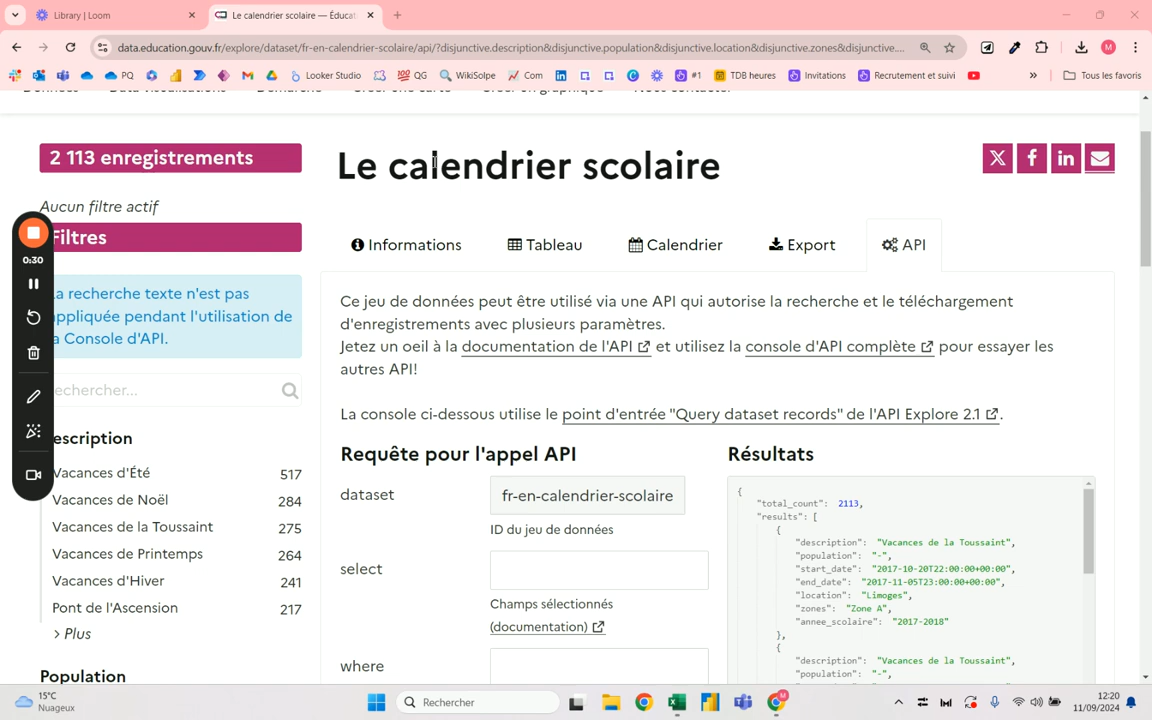 Library | Loom
Le calendrier scolaire — Éducat
data.education.gouv.fr/explore/dataset/fr-en-calendrier-scolaire/api/?disjunctive.description&disjunctive.population&disjunctive.location&disjunctive.zones&disjunctive....
PQ
Looker Studio
QG
WikiSolpe
Com
#1
TDB heures
Invitations
Recrutement et suivi
»
Tous les favoris
2 113 enregistrements
Aucun filtre actif
Filtres
La recherche texte n'est pas
appliquée pendant l'utilisation de
la Console d'API.
Rechercher...
Description
Vacances d'Été 517
Vacances de Noël 284
Vacances de la Toussaint 275
Vacances de Printemps 264
Vacances d'Hiver 241
Pont de l'Ascension 217
> Plus
Population
0:30
Le calendrier scolaire
Informations
Tableau
Calendrier
Export
API
Ce jeu de données peut être utilisé via une API qui autorise la recherche et le téléchargement
d'enregistrements avec plusieurs paramètres.
Jetez un oeil à la documentation de l'API et utilisez la console d'API complète pour essayer les
autres API!
La console ci-dessous utilise le point d'entrée "Query dataset records" de l'API Explore 2.1.
Requête pour l'appel API
dataset
fr-en-calendrier-scolaire
ID du jeu de données
select
Champs sélectionnés
(documentation)
where
Résultats
{
"total_count": 2113,
"results": [
{
"description": "Vacances de la Toussaint",
"population": "-",
"start_date": "2017-10-20T22:00:00+00:00",
"end_date": "2017-11-05T23:00:00+00:00",
"location": "Limoges",
"zones": "Zone A",
"annee_scolaire": "2017-2018"
},
{
"description": "Vacances de la Toussaint",
"population": "-",
15°C
Nuageux
Rechercher
12:20
11/09/2024